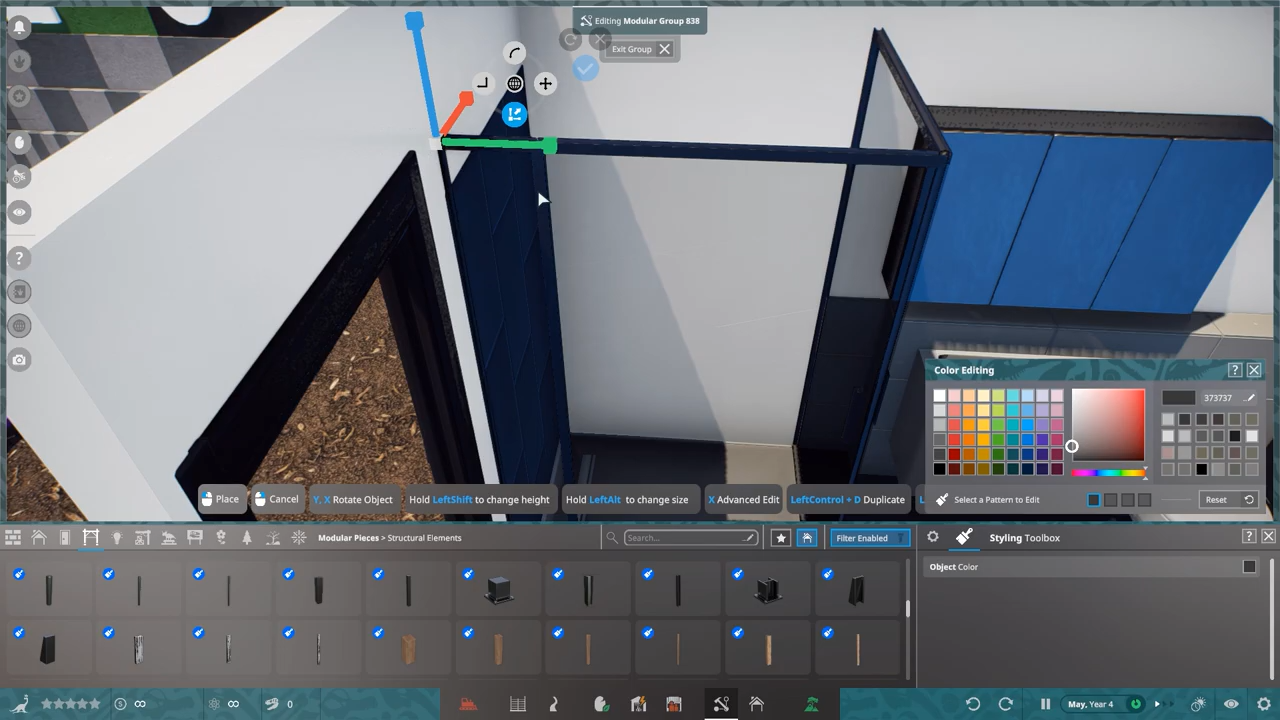 Editing Modular Group 838
Exit Group
Color Editing
?
373737
Select a Pattern to Edit
Reset
Place
Cancel
Y, X Rotate Object
Hold LeftShift to change height
Hold LeftAlt to change size
X Advanced Edit
LeftControl + D Duplicate
L
?
Modular Pieces > Structural Elements
Search...
Filter Enabled
Styling Toolbox
?
Object Color
0
May, Year 4